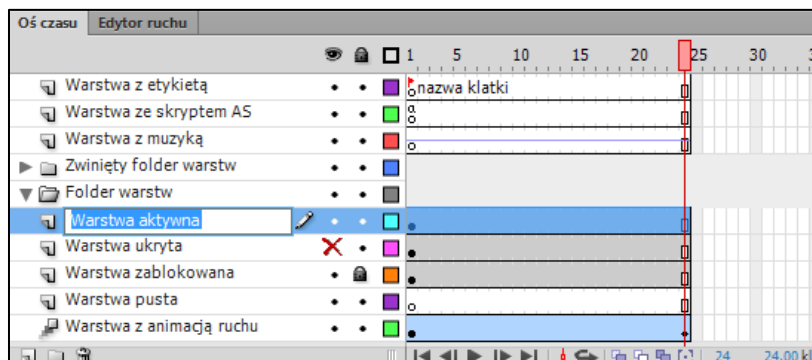 Oś czasu Edytor ruchu
1 5 10 15 20 25 30
Warstwa z etykietą nazwa klatki
Warstwa ze skryptem AS a
Warstwa z muzyką
Zwinięty folder warstw
Folder warstw
Warstwa aktywna
Warstwa ukryta
Warstwa zablokowana
Warstwa pusta
Warstwa z animacją ruchu
24 24,00